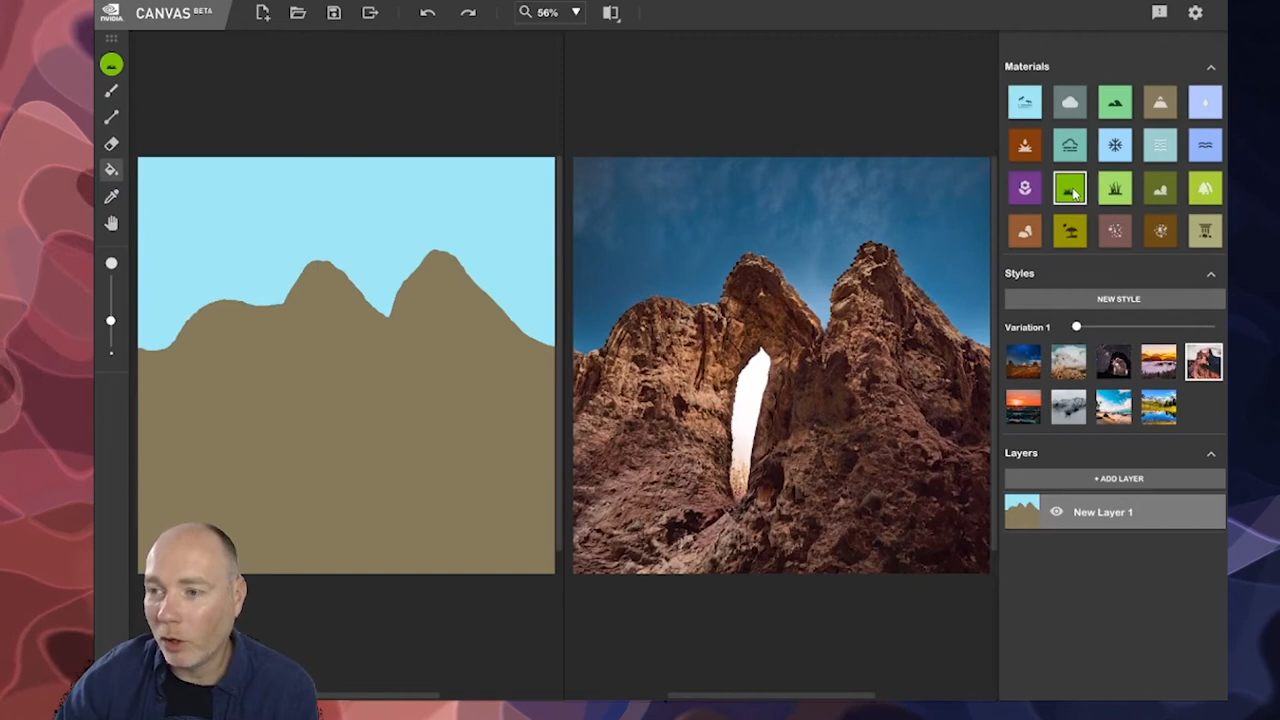 NVIDIA
CANVAS BETA
56%
Materials
Styles
NEW STYLE
Variation 1
Layers
+ ADD LAYER
New Layer 1